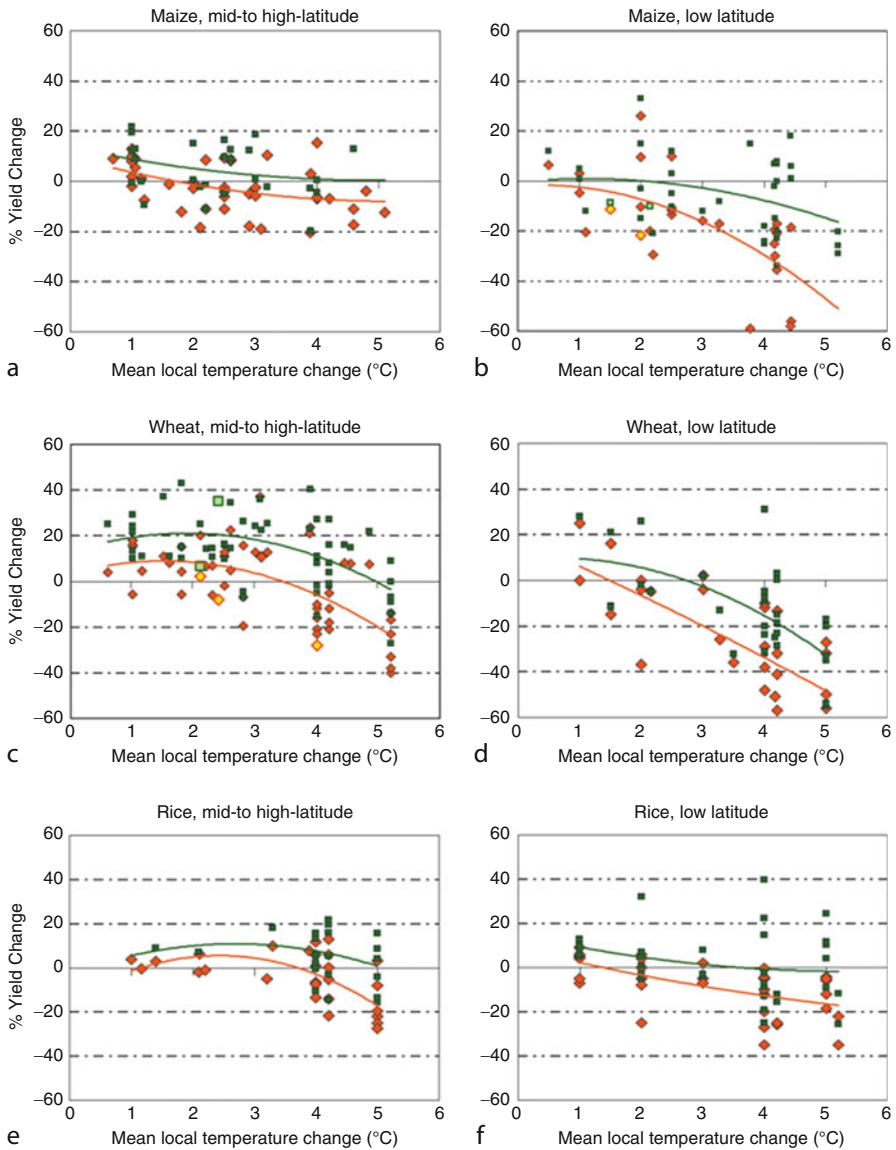 Maize, mid-to high-latitude
60
40
20
0
−20
−40
−60
% Yield Change
0 1 2 3 4 5 6
Mean local temperature change (°C)
a
Maize, low latitude
60
40
20
0
−20
−40
−60
0 1 2 3 4 5 6
Mean local temperature change (°C)
b
Wheat, mid-to high-latitude
60
40
20
0
−20
−40
−60
% Yield Change
0 1 2 3 4 5 6
Mean local temperature change (°C)
c
Wheat, low latitude
60
40
20
0
−20
−40
−60
0 1 2 3 4 5 6
Mean local temperature change (°C)
d
Rice, mid-to high-latitude
60
40
20
0
−20
−40
−60
% Yield Change
0 1 2 3 4 5 6
Mean local temperature change (°C)
e
Rice, low latitude
60
40
20
0
−20
−40
−60
0 1 2 3 4 5 6
Mean local temperature change (°C)
f